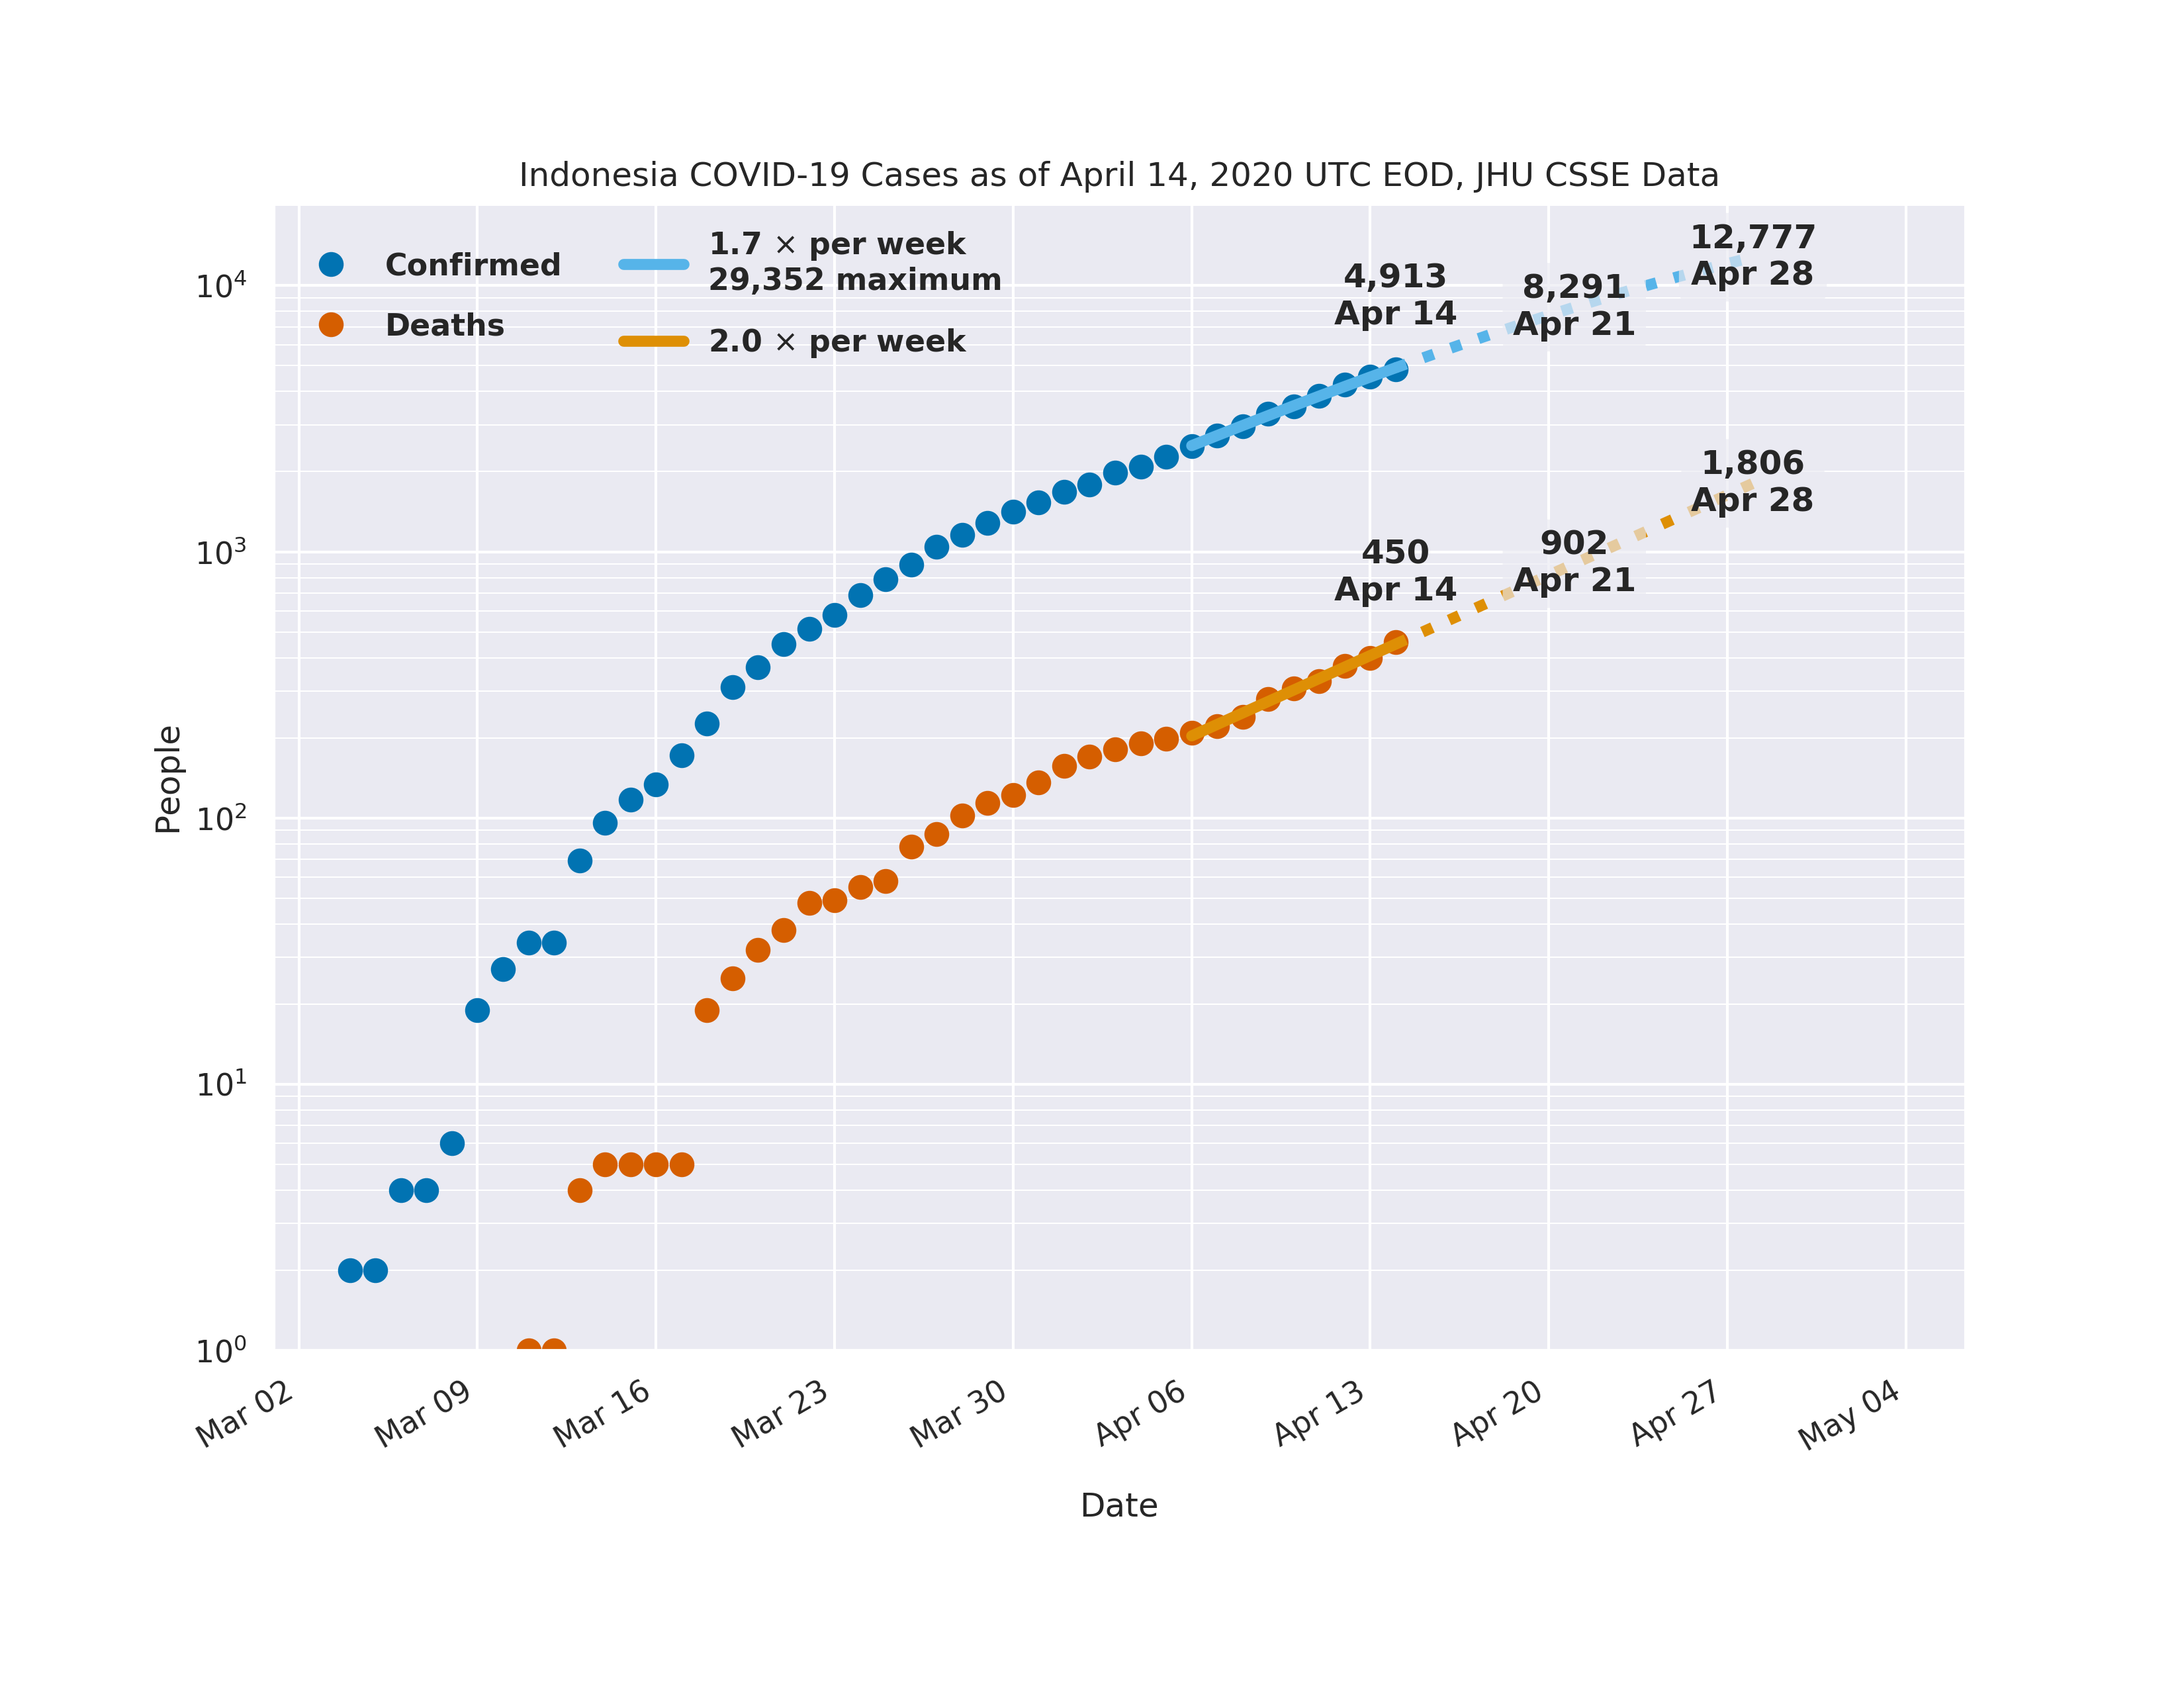 Indonesia COVID-19 Cases as of April 14, 2020 UTC EOD, JHU CSSE Data
Confirmed
Deaths
1.7 × per week
29,352 maximum
2.0 × per week
4,913
Apr 14
8,291
Apr 21
12,777
Apr 28
450
Apr 14
902
Apr 21
1,806
Apr 28
People
10⁴
10³
10²
10¹
10⁰
Mar 02
Mar 09
Mar 16
Mar 23
Mar 30
Apr 06
Apr 13
Apr 20
Apr 27
May 04
Date